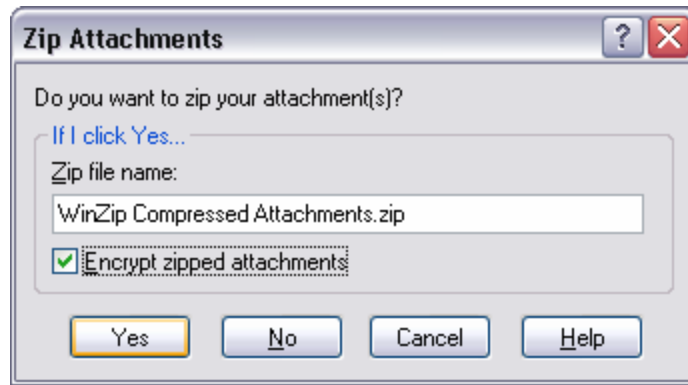 Zip Attachments
Do you want to zip your attachment(s)?
If I click Yes...
Zip file name:
WinZip Compressed Attachments.zip
Encrypt zipped attachments
Yes No Cancel Help